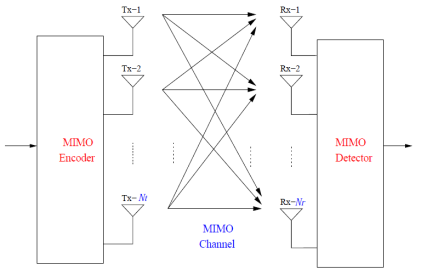 Tx-1
Rx-1
Tx-2
Rx-2
MIMO
Encoder
MIMO
Detector
Tx-Nt
Rx-Nr
MIMO
Channel